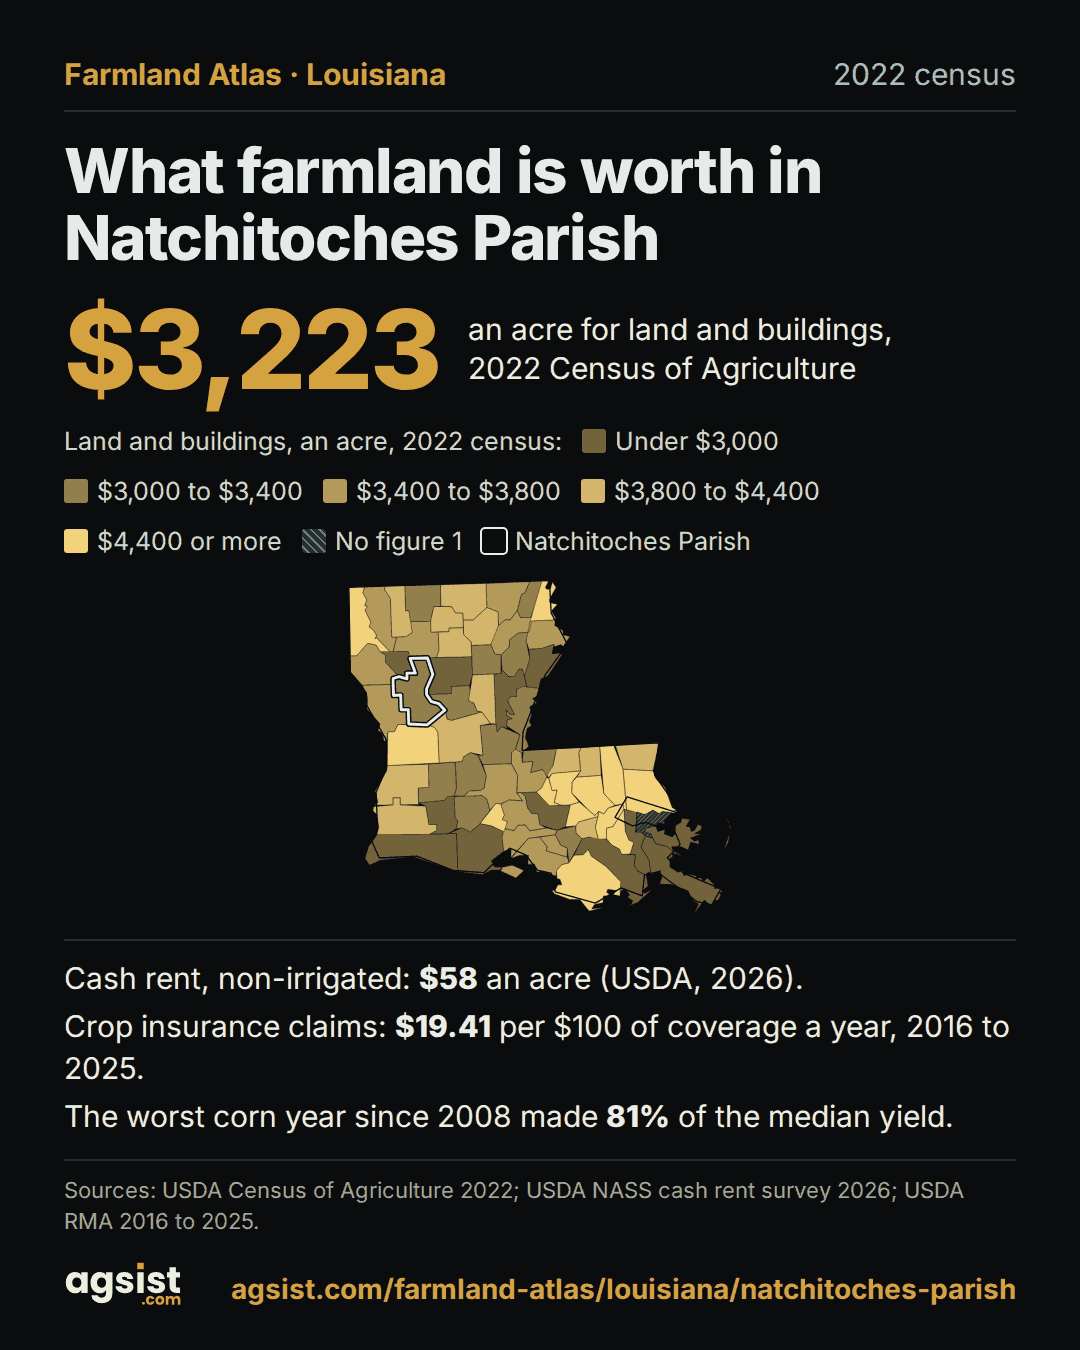 Farmland Atlas · Louisiana
2022 census
What farmland is worth in
Natchitoches Parish
$3,223
an acre for land and buildings,
2022 Census of Agriculture
Land and buildings, an acre, 2022 census: Under $3,000
$3,000 to $3,400 $3,400 to $3,800 $3,800 to $4,400
$4,400 or more No figure 1 Natchitoches Parish
Cash rent, non-irrigated: $58 an acre (USDA, 2026).
Crop insurance claims: $19.41 per $100 of coverage a year, 2016 to
2025.
The worst corn year since 2008 made 81% of the median yield.
Sources: USDA Census of Agriculture 2022; USDA NASS cash rent survey 2026; USDA
RMA 2016 to 2025.
agsist
.com
agsist.com/farmland-atlas/louisiana/natchitoches-parish